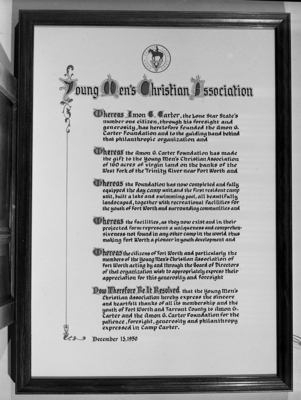 Young Men's Christian Association
Whereas Amon G. Carter, the Lone Star State's
number one citizen, through his foresight and
generosity, has heretofore founded the Amon G.
Carter Foundation and is the guiding hand behind
that philanthropic organization and
Whereas the Amon G. Carter Foundation has made
the gift to the Young Men's Christian Association
of 160 acres of virgin land on the banks of the
West Fork of the Trinity River near Fort Worth and
Whereas the Foundation has now completed and fully
equipped the day camp unit and the first resident camp
unit, built a lake and swimming pool, all beautifully
landscaped, together with recreational facilities for
the youth of Fort Worth and surrounding communities and
Whereas the facilities, as they now exist and in their
projected form represent a uniqueness and comprehen-
siveness not found in any other camp in the world thus
making Fort Worth a pioneer in youth development and
Whereas the citizens of Fort Worth and particularly the
members of the Young Men's Christian Association of
Fort Worth acting by and through the Board of Directors
of that organization wish to appropriately express their
appreciation for this generosity and foresight
Now Therefore Be It Resolved that the Young Men's
Christian Association hereby express the sincere
and heartfelt thanks of all its membership and the
youth of Fort Worth and Tarrant County to Amon G.
Carter and the Amon G. Carter Foundation for the
patience, foresight, generosity and philanthropy
expressed in Camp Carter.
December 13, 1950